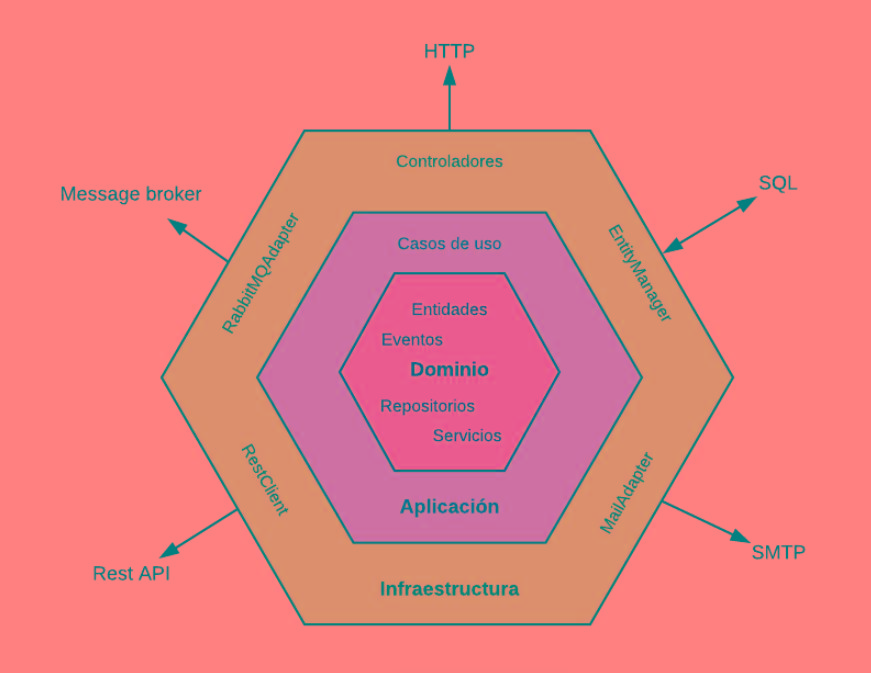 HTTP
Controladores
Message broker
SQL
RabbitMQAdapter
EntityManager
Casos de uso
Entidades
Eventos
Dominio
Repositorios
Servicios
RestClient
MailAdapter
Aplicación
Rest API
SMTP
Infraestructura